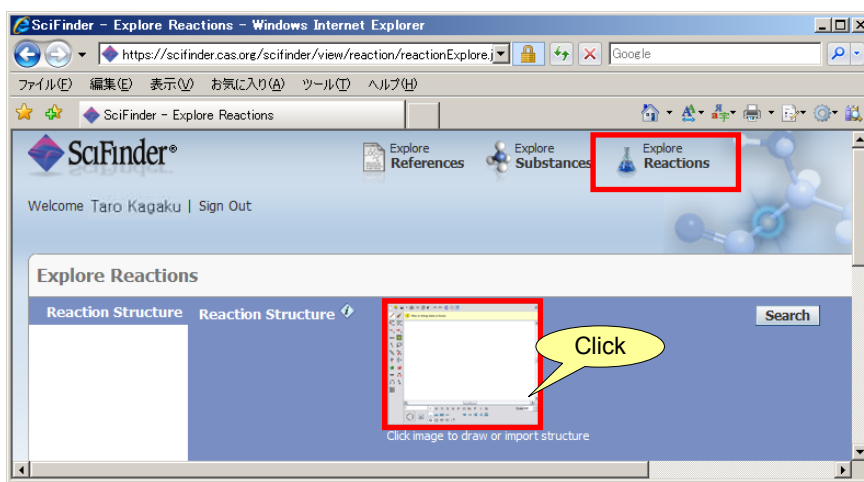 SciFinder - Explore Reactions - Windows Internet Explorer
https://scifinder.cas.org/scifinder/view/reaction/reactionExplore.j
Google
ファイル(F) 編集(E) 表示(V) お気に入り(A) ツール(T) ヘルプ(H)
SciFinder - Explore Reactions
SciFinder®
Explore References
Explore Substances
Explore Reactions
Welcome Taro Kagaku | Sign Out
Explore Reactions
Reaction Structure
Reaction Structure
Search
Click
Click image to draw or import structure